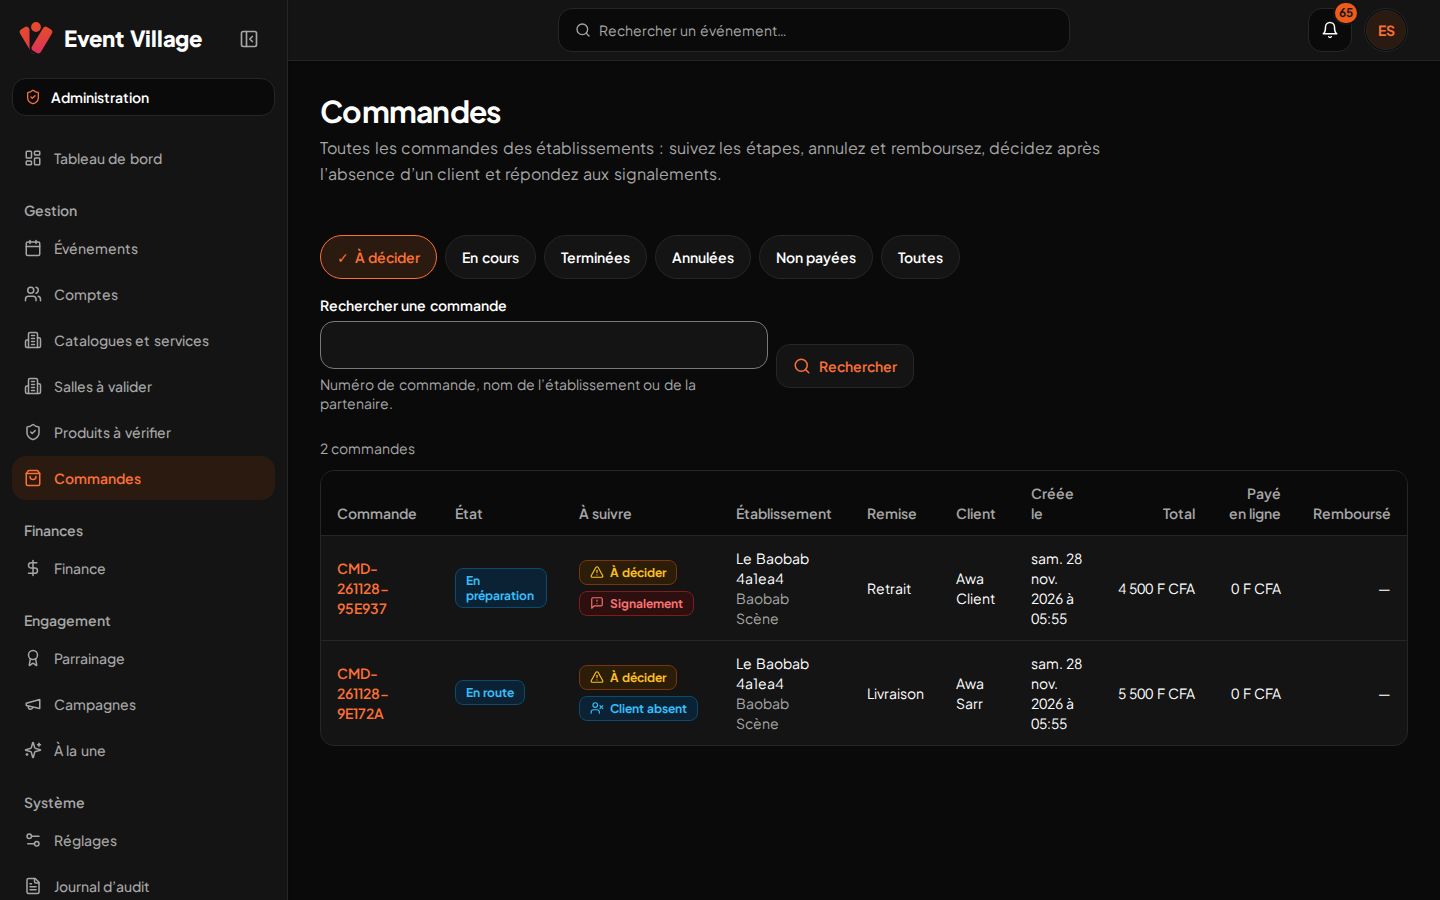 Event Village
Administration
Tableau de bord
Gestion
Événements
Comptes
Catalogues et services
Salles à valider
Produits à vérifier
Commandes
Finances
Finance
Engagement
Parrainage
Campagnes
À la une
Système
Réglages
Journal d'audit
Rechercher un événement...
65
ES
Commandes
Toutes les commandes des établissements : suivez les étapes, annulez et remboursez, décidez après
l'absence d'un client et répondez aux signalements.
✓ À décider
En cours
Terminées
Annulées
Non payées
Toutes
Rechercher une commande
Rechercher
Numéro de commande, nom de l'établissement ou de la
partenaire.
2 commandes
Commande
État
À suivre
Établissement
Remise
Client
Créée
le
Total
Payé
en ligne
Remboursé
CMD-
261128-
95E937
En
préparation
À décider
Signalement
Le Baobab
4a1ea4
Baobab
Scène
Retrait
Awa
Client
sam. 28
nov.
2026 à
05:55
4 500 F CFA
0 F CFA
—
CMD-
261128-
9E172A
En route
À décider
Client absent
Le Baobab
4a1ea4
Baobab
Scène
Livraison
Awa
Sarr
sam. 28
nov.
2026 à
05:55
5 500 F CFA
0 F CFA
—